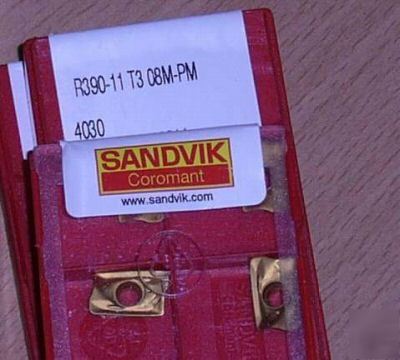 R390-11 T3 08M-PM
4030
SANDVIK
Coromant
www.sandvik.com